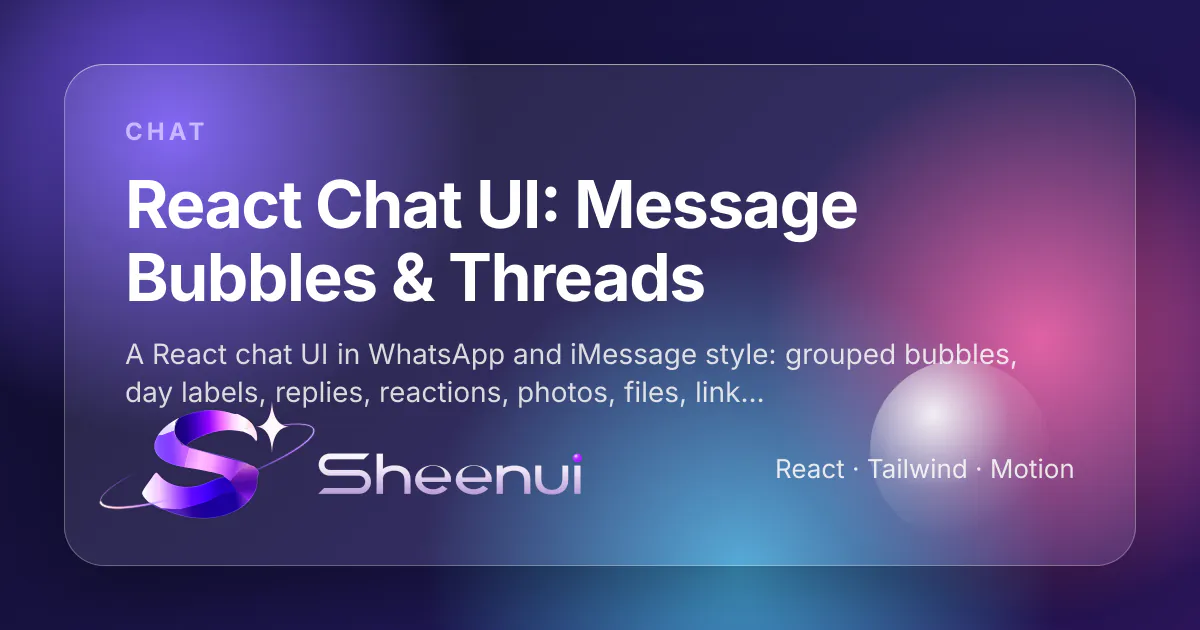 CHAT
React Chat UI: Message
Bubbles & Threads
A React chat UI in WhatsApp and iMessage style: grouped bubbles,
day labels, replies, reactions, photos, files, link...
Sheenui
React · Tailwind · Motion